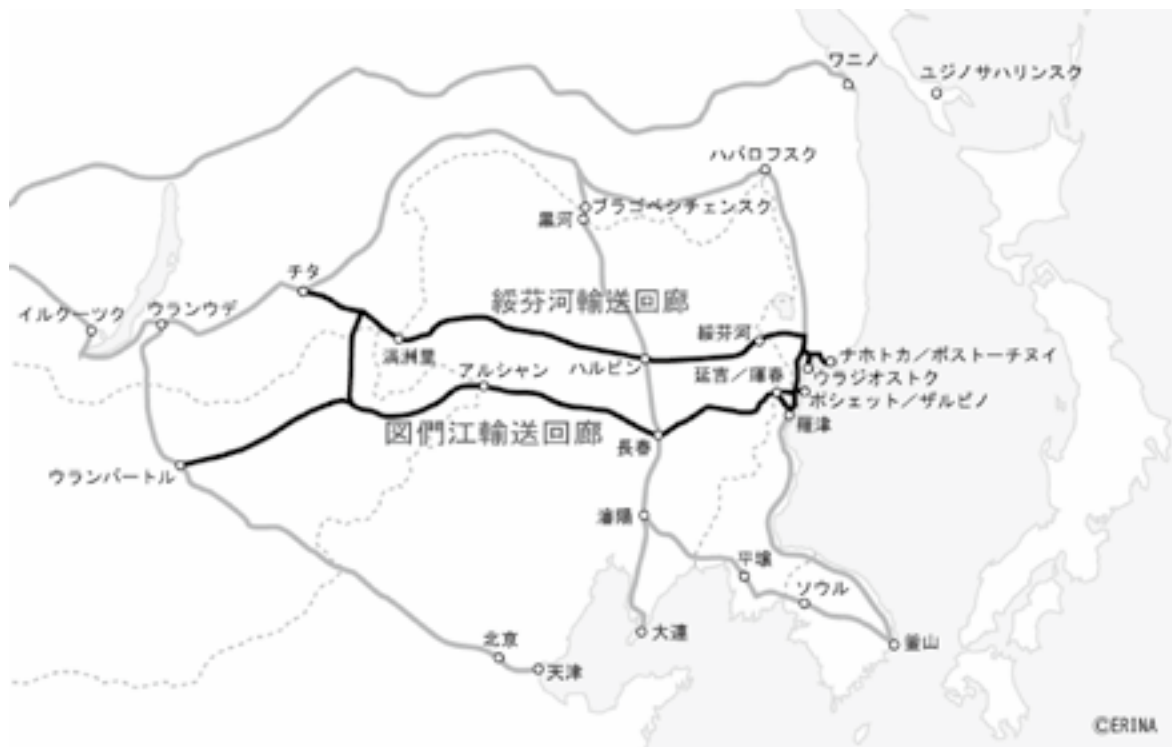 ワニノ
ユジノサハリンスク
ハバロフスク
ブラゴベシチェンスク
黒河
チタ
綏芬河輸送回廊
イルクーツク
ウランウデ
満洲里
綏芬河
ナホトカ/ボストーチヌイ
アルシャン
ハルビン
延吉/琿春
ウラジオストク
ポシェット/ザルビノ
図們江輸送回廊
羅津
長春
ウランバートル
瀋陽
平壌
ソウル
北京
大連
釜山
天津
©ERINA